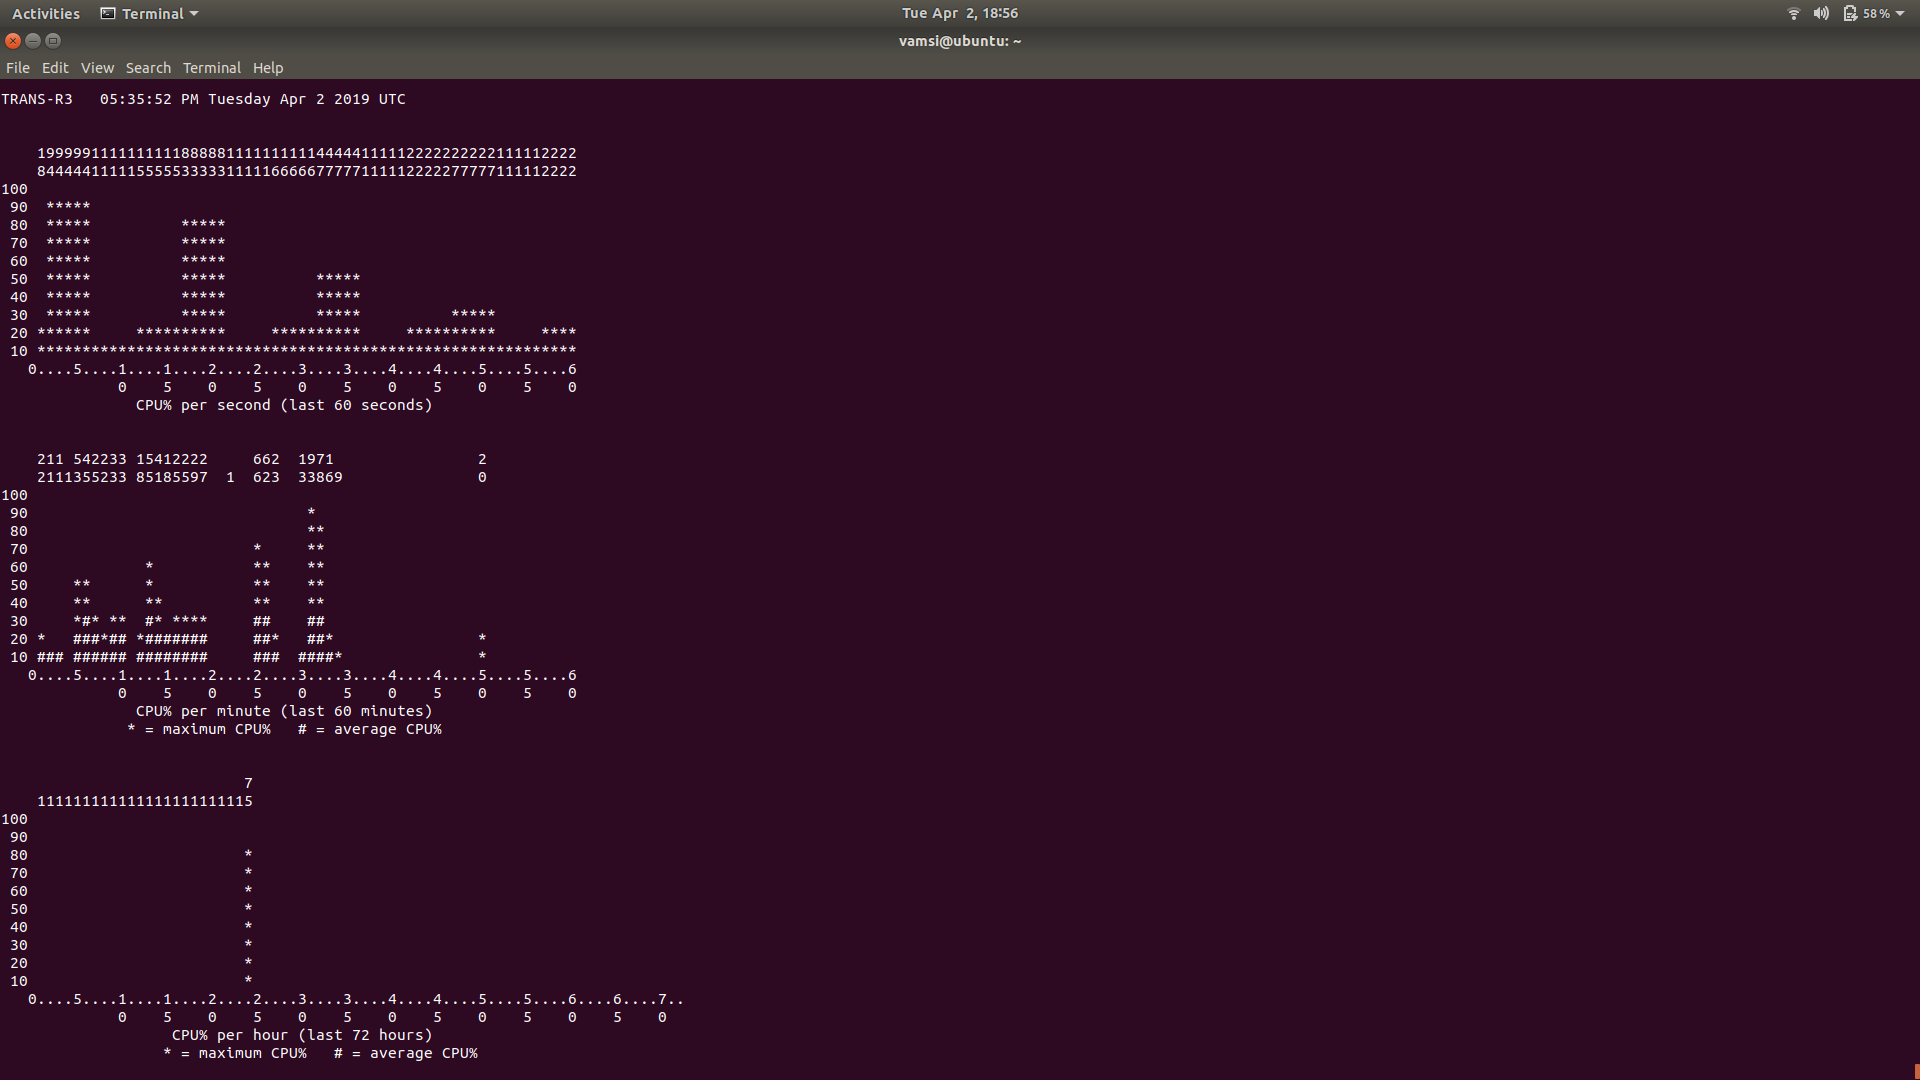 Activities Terminal
Tue Apr 2, 18:56
58 %
vamsi@ubuntu: ~
File Edit View Search Terminal Help
TRANS-R3   05:35:52 PM Tuesday Apr 2 2019 UTC
    199999111111111188888111111111144444111112222222222111112222
    844444111115555533333111116666677777111112222277777111112222
100
 90  *****
 80  *****          *****
 70  *****          *****
 60  *****          *****
 50  *****          *****          *****
 40  *****          *****          *****
 30  *****          *****          *****          *****
 20 ******     **********     **********     **********     ****
 10 ************************************************************
   0....5....1....1....2....2....3....3....4....4....5....5....6
             0    5    0    5    0    5    0    5    0    5    0
               CPU% per second (last 60 seconds)
    211 542233 15412222     662  1971                2
    2111355233 85185597  1  623  33869               0
100
 90                               *
 80                               **
 70                         *     **
 60             *           **    **
 50     **      *           **    **
 40     **      **          **    **
 30     *#* **  #* ****     ##    ##
 20 *   ###*## *#######     ##*   ##*                *
 10 ### ###### ########     ###  ####*               *
   0....5....1....1....2....2....3....3....4....4....5....5....6
             0    5    0    5    0    5    0    5    0    5    0
               CPU% per minute (last 60 minutes)
              * = maximum CPU%   # = average CPU%
                           7
    111111111111111111111115
100
 90
 80                        *
 70                        *
 60                        *
 50                        *
 40                        *
 30                        *
 20                        *
 10                        *
   0....5....1....1....2....2....3....3....4....4....5....5....6....6....7..
             0    5    0    5    0    5    0    5    0    5    0    5    0
                   CPU% per hour (last 72 hours)
                  * = maximum CPU%   # = average CPU%